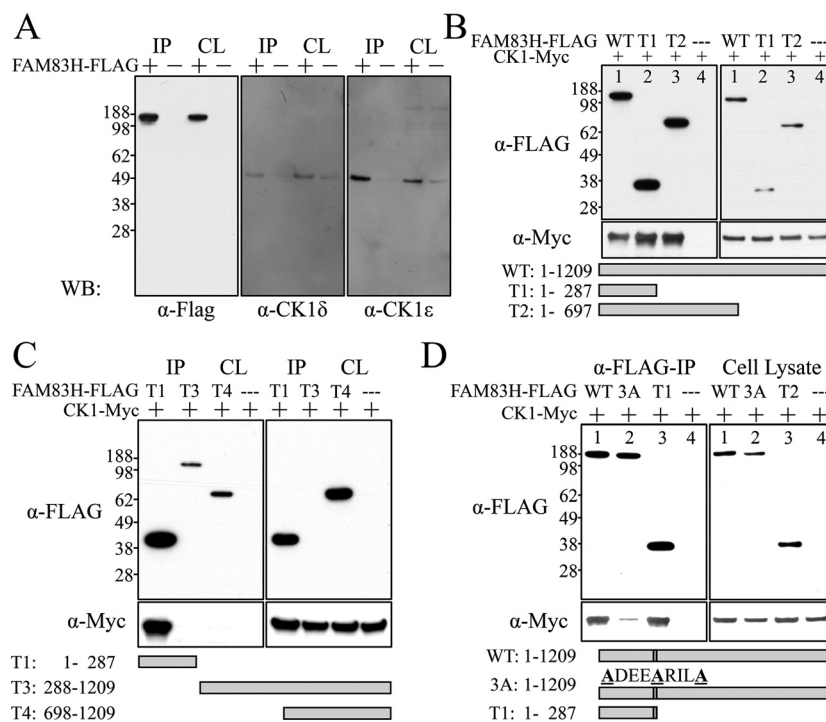 A
IP CL IP CL IP CL
FAM83H-FLAG + − + − + − + − + − + −
188
98
62
49
38
28
WB:
α-Flag α-CK1δ α-CK1ε
B
FAM83H-FLAG WT T1 T2 --- WT T1 T2 ---
CK1-Myc + + + + + + + +
1 2 3 4 1 2 3 4
188
98
α-FLAG
62
49
38
28
α-Myc
WT: 1-1209
T1: 1- 287
T2: 1- 697
C
IP CL IP CL
FAM83H-FLAG T1 T3 T4 --- T1 T3 T4 ---
CK1-Myc + + + + + + + +
188
98
α-FLAG
62
49
38
28
α-Myc
T1: 1- 287
T3: 288-1209
T4: 698-1209
D
α-FLAG-IP Cell Lysate
FAM83H-FLAG WT 3A T1 --- WT 3A T2 ---
CK1-Myc + + + + + + + +
1 2 3 4 1 2 3 4
188
98
α-FLAG
62
49
38
28
α-Myc
WT: 1-1209
ADEEARILA
3A: 1-1209
T1: 1- 287